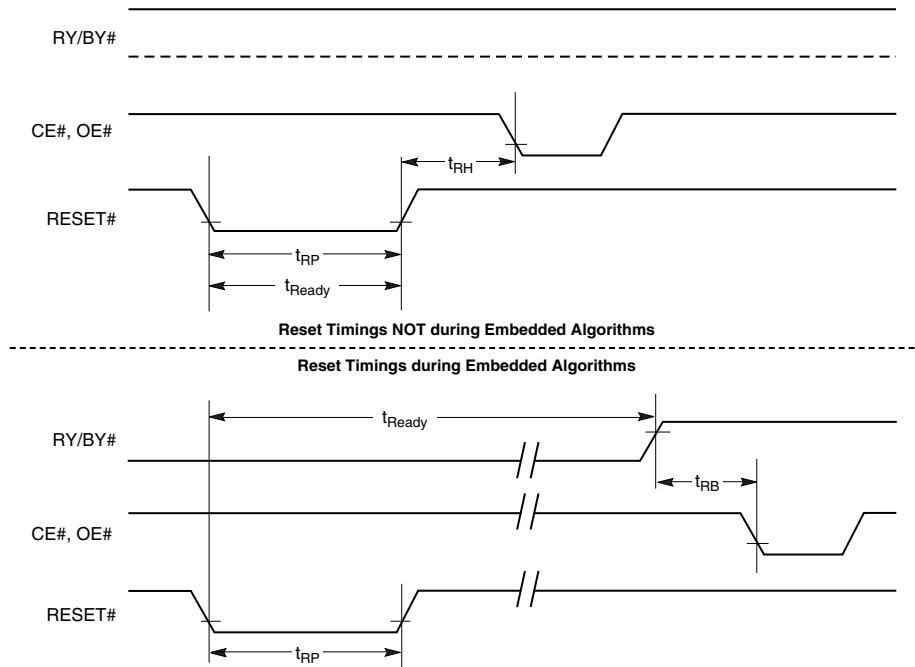 RY/BY#
CE#, OE#
tRH
RESET#
tRP
tReady
Reset Timings NOT during Embedded Algorithms
Reset Timings during Embedded Algorithms
tReady
RY/BY#
tRB
CE#, OE#
RESET#
tRP